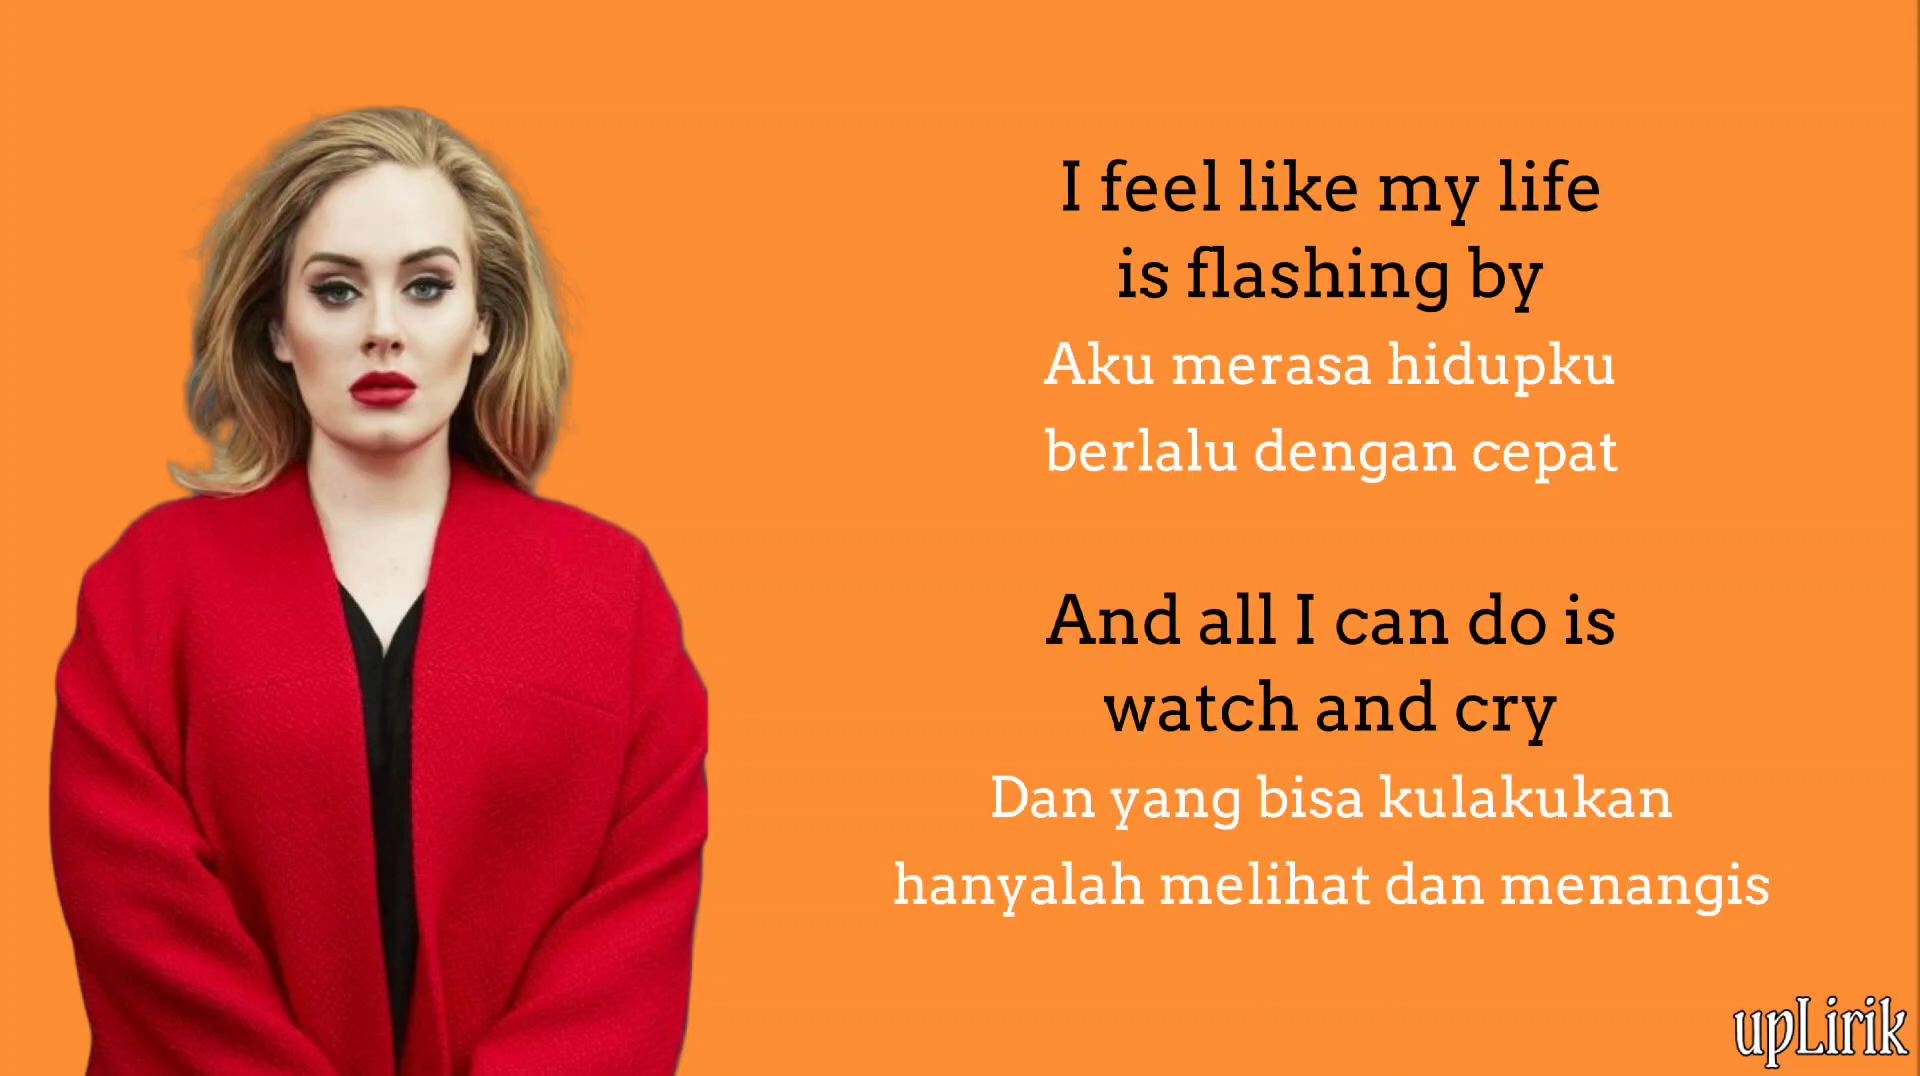 I feel like my life
is flashing by
Aku merasa hidupku
berlalu dengan cepat
And all I can do is
watch and cry
Dan yang bisa kulakukan
hanyalah melihat dan menangis
upLirik